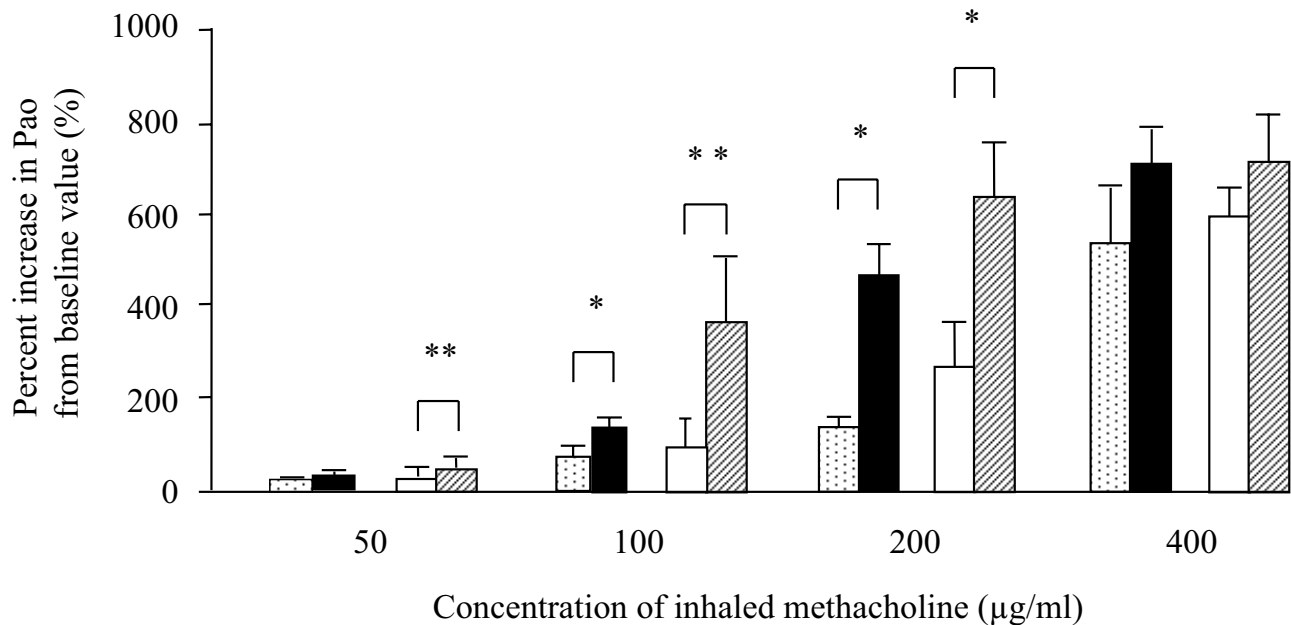 1000
800
600
400
200
0
Percent increase in Pao
from baseline value (%)
*
* *
*
*
**
50 100 200 400
Concentration of inhaled methacholine (µg/ml)